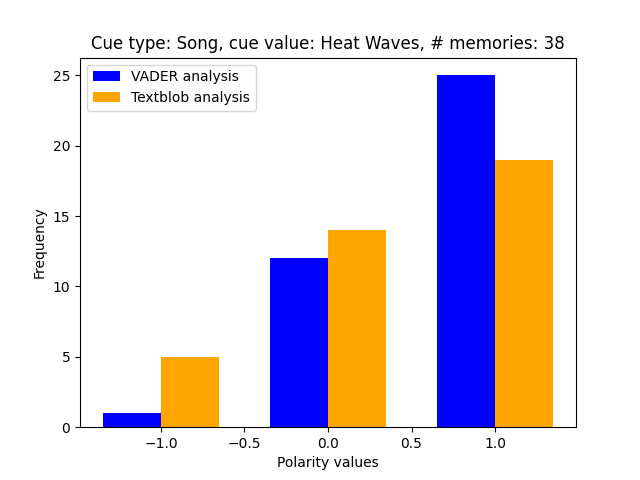 Cue type: Song, cue value: Heat Waves, # memories: 38
VADER analysis
Textblob analysis
25
20
15
10
5
0
Frequency
−1.0
−0.5
0.0
0.5
1.0
Polarity values